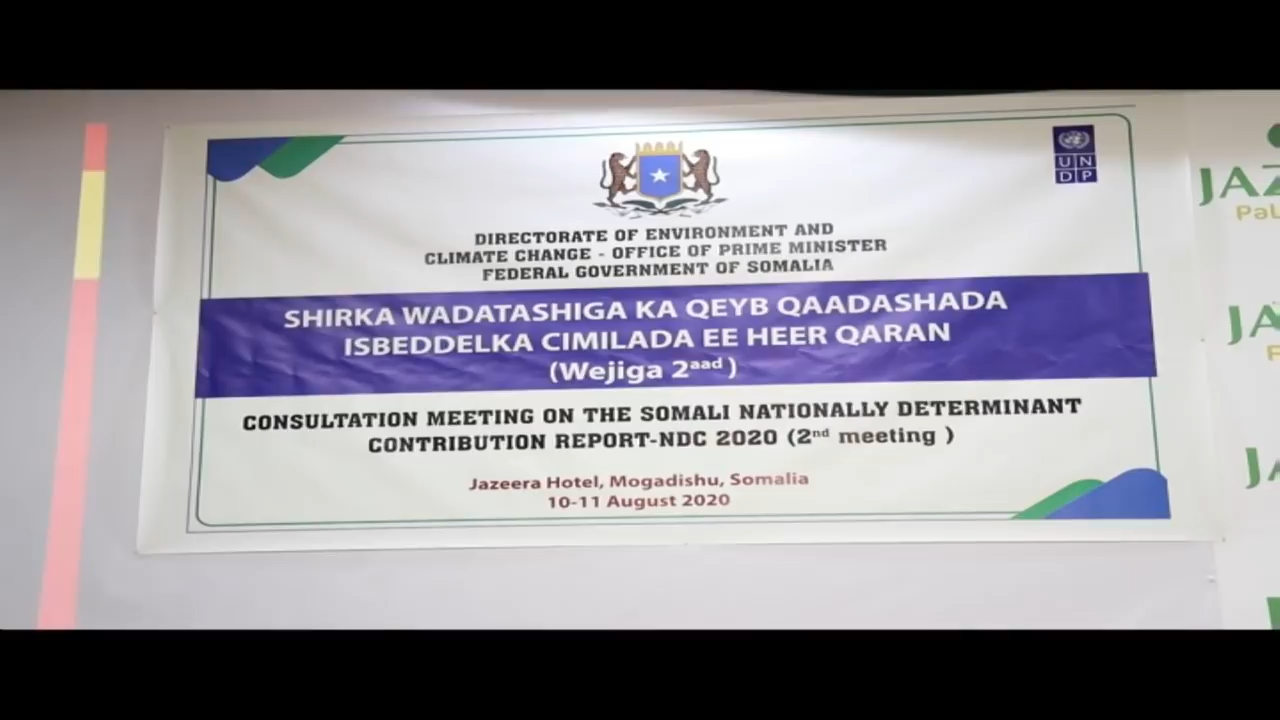 UN
DP
DIRECTORATE OF ENVIRONMENT AND
CLIMATE CHANGE - OFFICE OF PRIME MINISTER
FEDERAL GOVERNMENT OF SOMALIA
SHIRKA WADATASHIGA KA QEYB QAADASHADA
ISBEDDELKA CIMILADA EE HEER QARAN
(Wejiga 2aad)
CONSULTATION MEETING ON THE SOMALI NATIONALLY DETERMINANT
CONTRIBUTION REPORT-NDC 2020 (2nd meeting )
Jazeera Hotel, Mogadishu, Somalia
10-11 August 2020